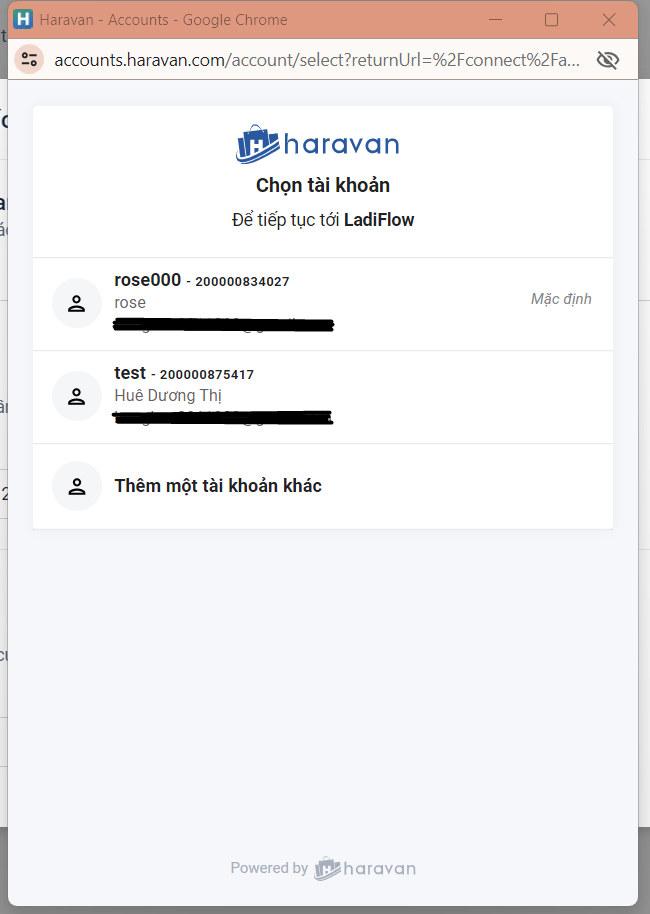 Haravan - Accounts - Google Chrome
accounts.haravan.com/account/select?returnUrl=%2Fconnect%2Fa...
haravan
Chọn tài khoản
Để tiếp tục tới LadiFlow
rose000 - 200000834027
rose
Mặc định
test - 200000875417
Huê Dương Thị
Thêm một tài khoản khác
Powered by haravan